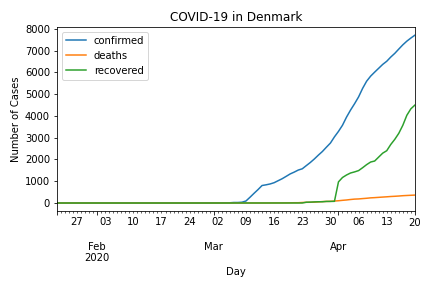 COVID-19 in Denmark
confirmed
deaths
recovered
Number of Cases
8000
7000
6000
5000
4000
3000
2000
1000
0
27 03 10 17 24 02 09 16 23 30 06 13 20
Feb Mar Apr
2020
Day